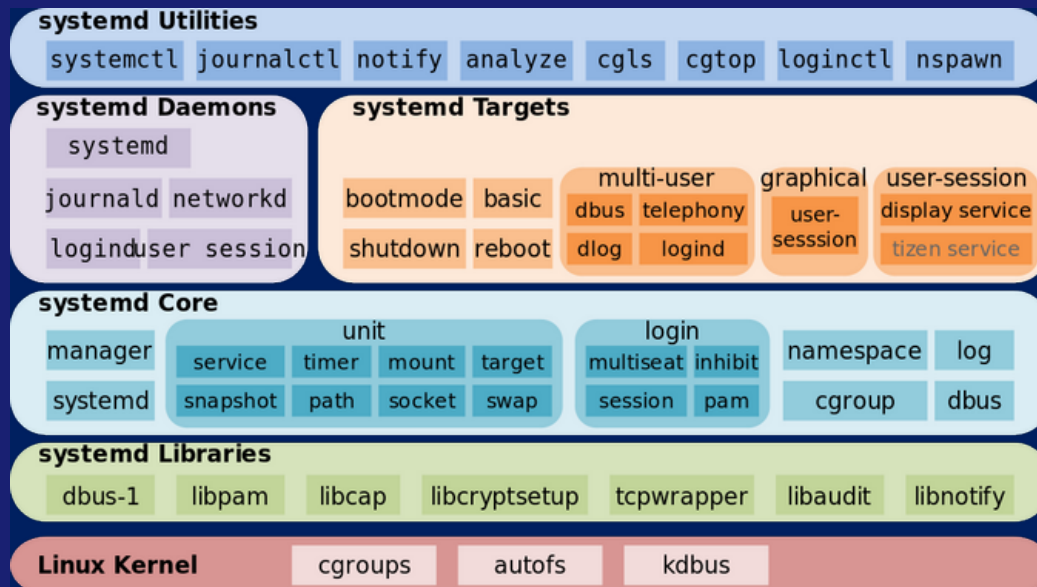 systemd Utilities
systemctl journalctl notify analyze cgls cgtop loginctl nspawn
systemd Daemons
systemd
journald networkd
logind user session
systemd Targets
bootmode basic
shutdown reboot
multi-user
dbus telephony
dlog logind
graphical
user-
sesssion
user-session
display service
tizen service
systemd Core
manager
systemd
unit
service timer mount target
snapshot path socket swap
login
multiseat inhibit
session pam
namespace log
cgroup dbus
systemd Libraries
dbus-1 libpam libcap libcryptsetup tcpwrapper libaudit libnotify
Linux Kernel cgroups autofs kdbus